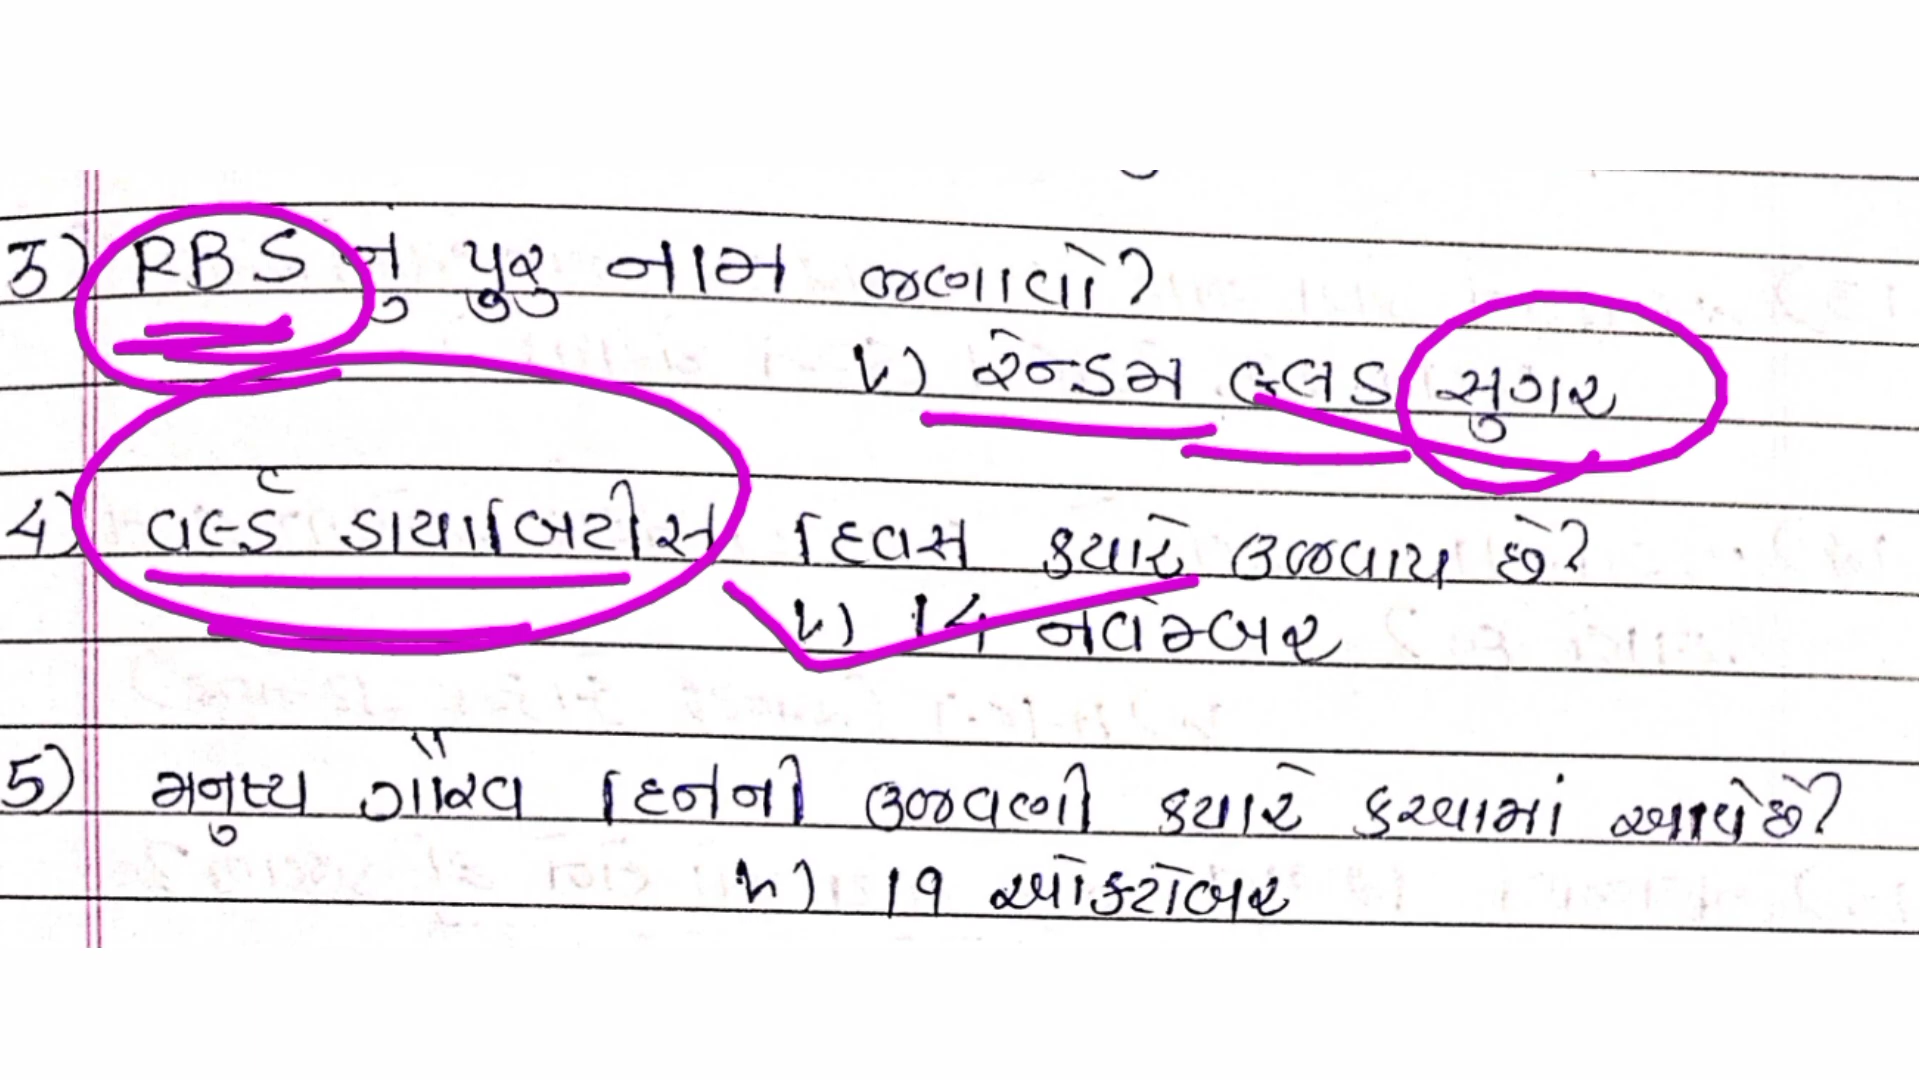 3) RBS નું પુરુ નામ જણાવો?
→) રેન્ડમ બ્લડ સુગર
4) વર્લ્ડ ડાયાબિટીસ દિવસ ક્યારે ઉજવાય છે?
→) 14 નવેમ્બર
5) મનુષ્ય ગૌરવ દિનની ઉજવણી ક્યારે કરવામાં આવે છે?
→) 19 ઓક્ટોબર